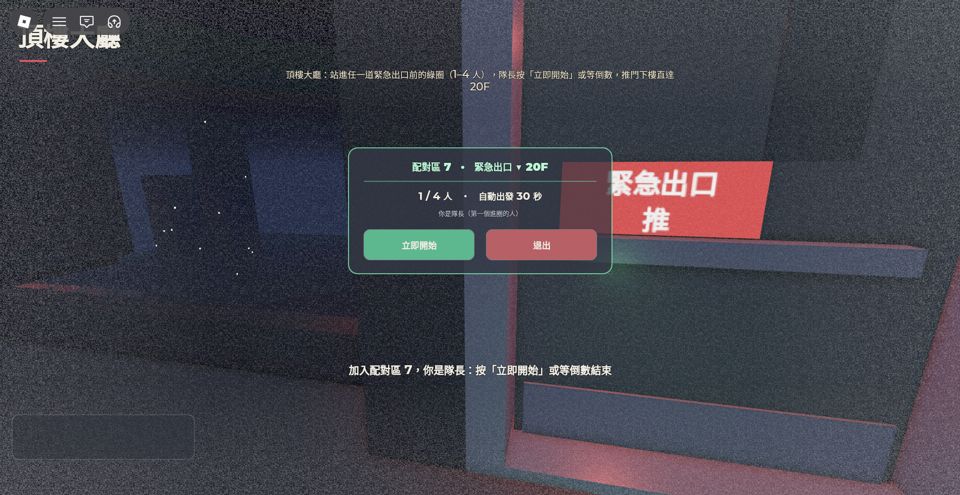 頂樓大廳
頂樓大廳：站進任一道緊急出口前的綠圈（1–4 人），隊長按「立即開始」或等倒數，推門下樓直達
20F
配對區 7 • 緊急出口 ▼ 20F
1 / 4 人 • 自動出發 30 秒
你是隊長（第一個進圈的人）
立即開始
退出
緊急出口
推
加入配對區 7，你是隊長：按「立即開始」或等倒數結束